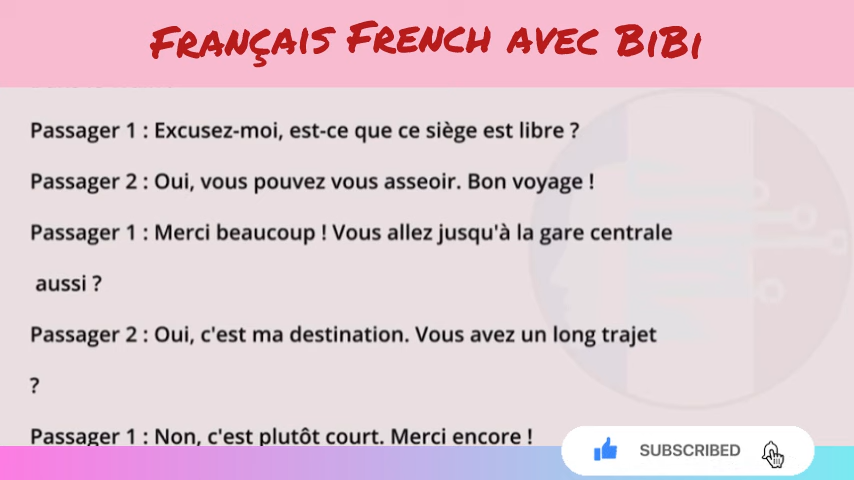 FRANÇAIS FRENCH AVEC BIBI
Passager 1 : Excusez-moi, est-ce que ce siège est libre ?
Passager 2 : Oui, vous pouvez vous asseoir. Bon voyage !
Passager 1 : Merci beaucoup ! Vous allez jusqu'à la gare centrale
aussi ?
Passager 2 : Oui, c'est ma destination. Vous avez un long trajet
?
Passager 1 : Non, c'est plutôt court. Merci encore !
SUBSCRIBED